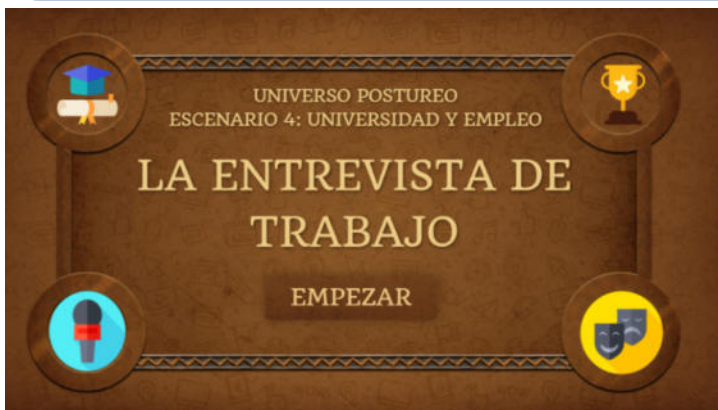 UNIVERSO POSTUREO
ESCENARIO 4: UNIVERSIDAD Y EMPLEO
LA ENTREVISTA DE
TRABAJO
EMPEZAR